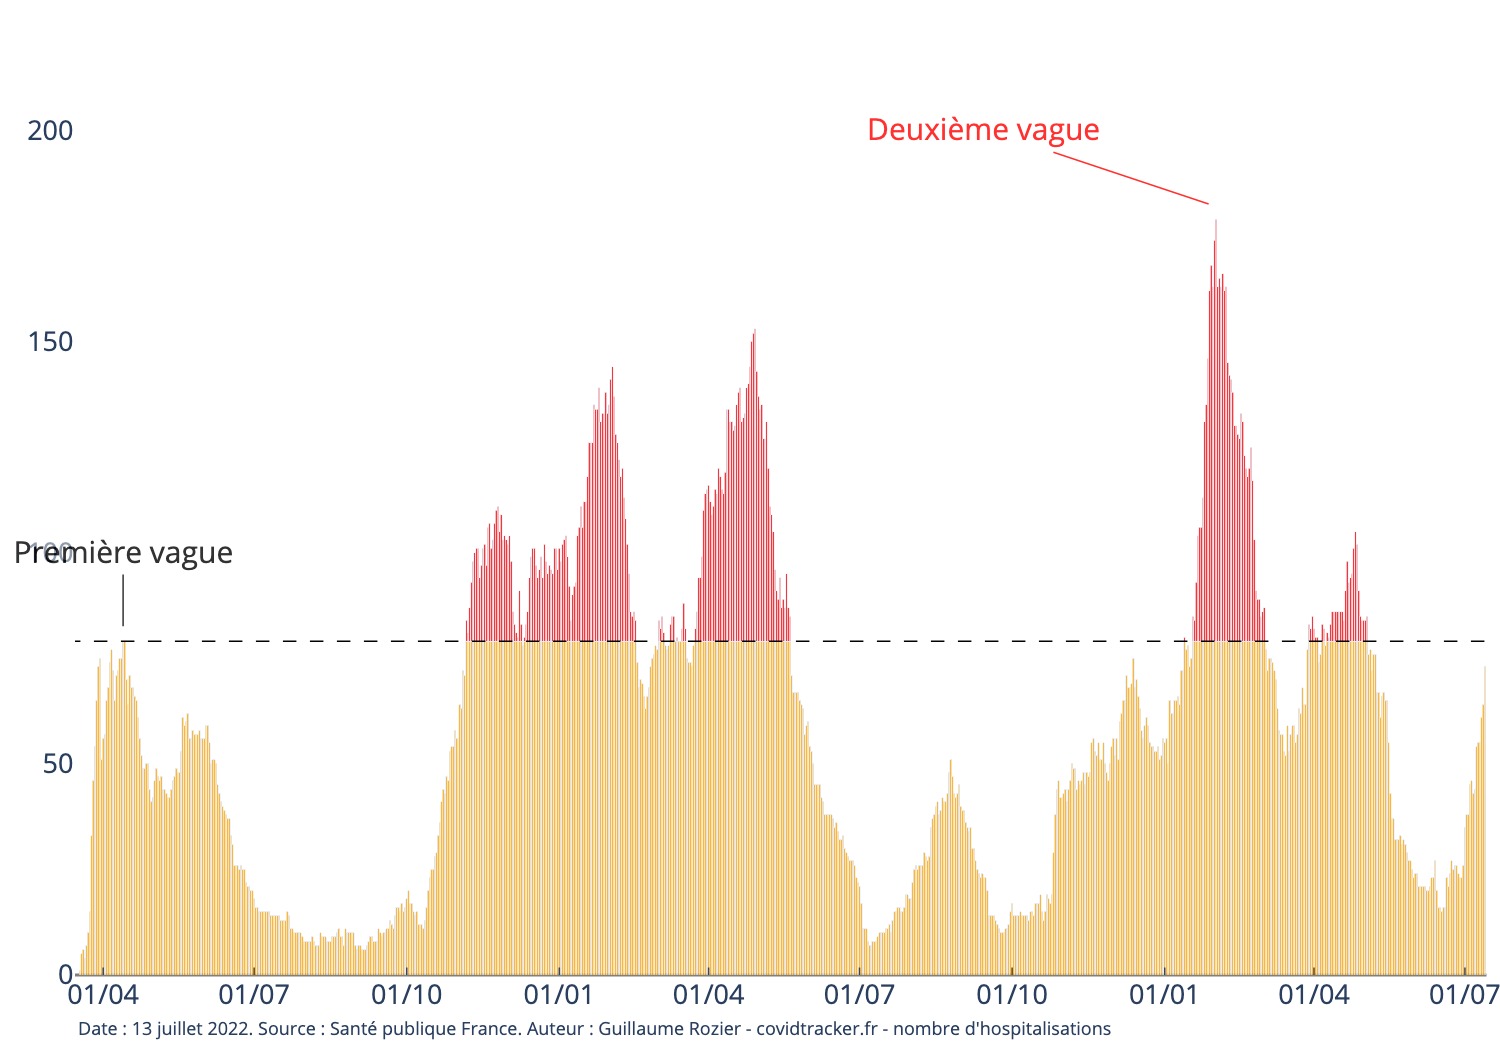 200
Deuxième vague
150
100
Première vague
50
0
01/04 01/07 01/10 01/01 01/04 01/07 01/10 01/01 01/04 01/07
Date : 13 juillet 2022. Source : Santé publique France. Auteur : Guillaume Rozier - covidtracker.fr - nombre d'hospitalisations